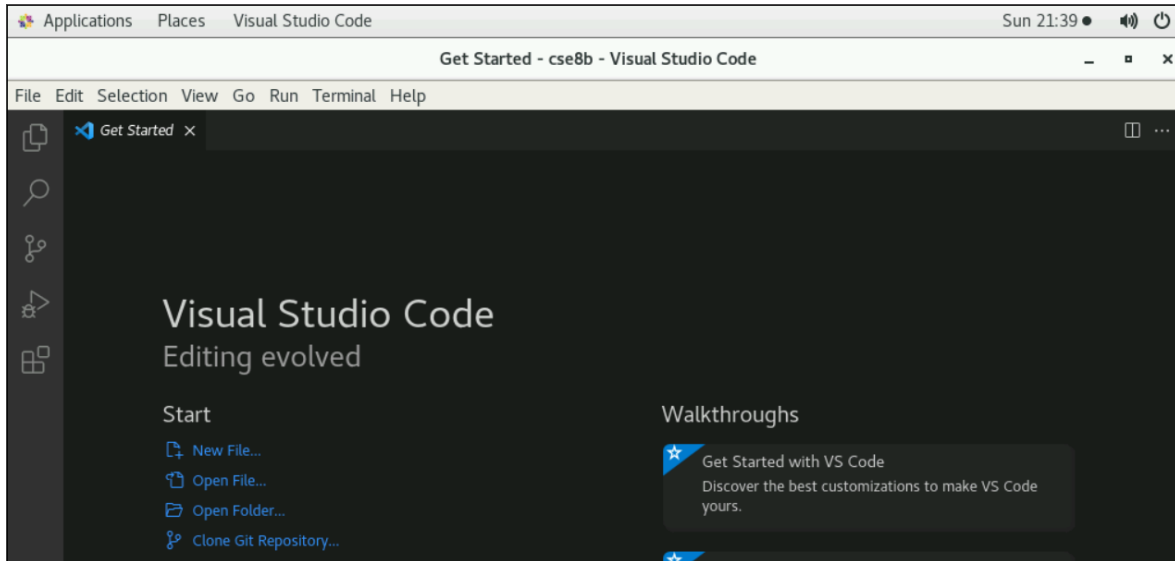 Applications Places Visual Studio Code Sun 21:39
Get Started - cse8b - Visual Studio Code
File Edit Selection View Go Run Terminal Help
Get Started
Visual Studio Code
Editing evolved
Start
New File...
Open File...
Open Folder...
Clone Git Repository...
Walkthroughs
Get Started with VS Code
Discover the best customizations to make VS Code
yours.